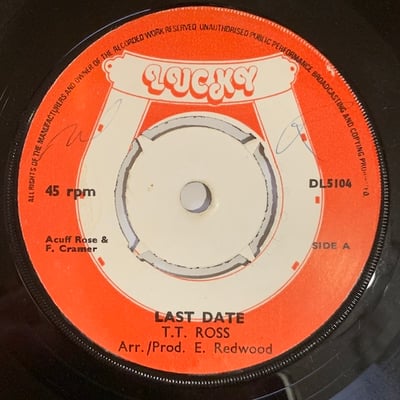 ALL RIGHTS OF THE MANUFACTURERS AND OWNER OF THE RECORDED WORK RESERVED. UNAUTHORISED PUBLIC PERFORMANCE BROADCASTING AND COPYING PROHIBITED.
LUCKY
45 rpm
DL5104
Acuff Rose &
F. Cramer
SIDE A
LAST DATE
T.T. ROSS
Arr./Prod. E. Redwood